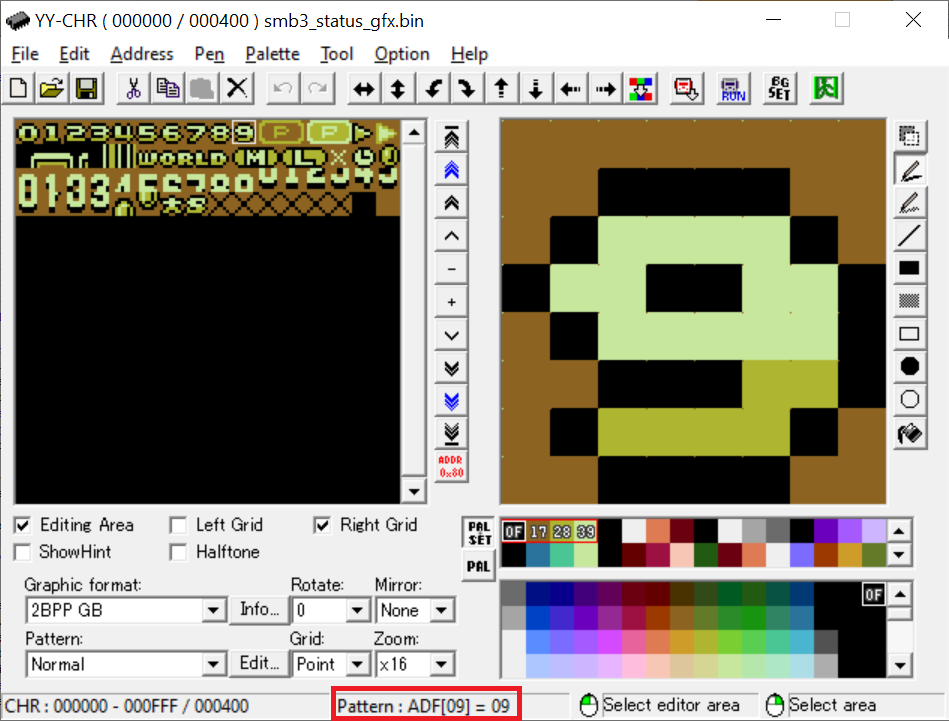 YY-CHR ( 000000 / 000400 ) smb3_status_gfx.bin
File Edit Address Pen Palette Tool Option Help
RUN BG SET
0123456789 P P
WORLD M L X
ADDR 0x80
Editing Area Left Grid Right Grid
ShowHint Halftone
PAL SET
0F 17 28 39
PAL
0F
Graphic format: Rotate: Mirror:
2BPP GB Info... 0 None
Pattern: Grid: Zoom:
Normal Edit... Point x16
CHR : 000000 - 000FFF / 000400 Pattern : ADF[09] = 09 Select editor area Select area